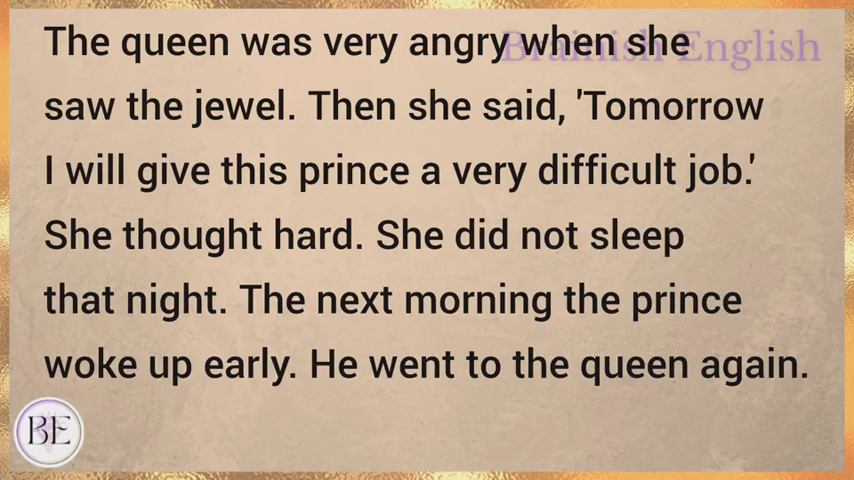 Brainish English
The queen was very angry when she
saw the jewel. Then she said, 'Tomorrow
I will give this prince a very difficult job.'
She thought hard. She did not sleep
that night. The next morning the prince
woke up early. He went to the queen again.
BE